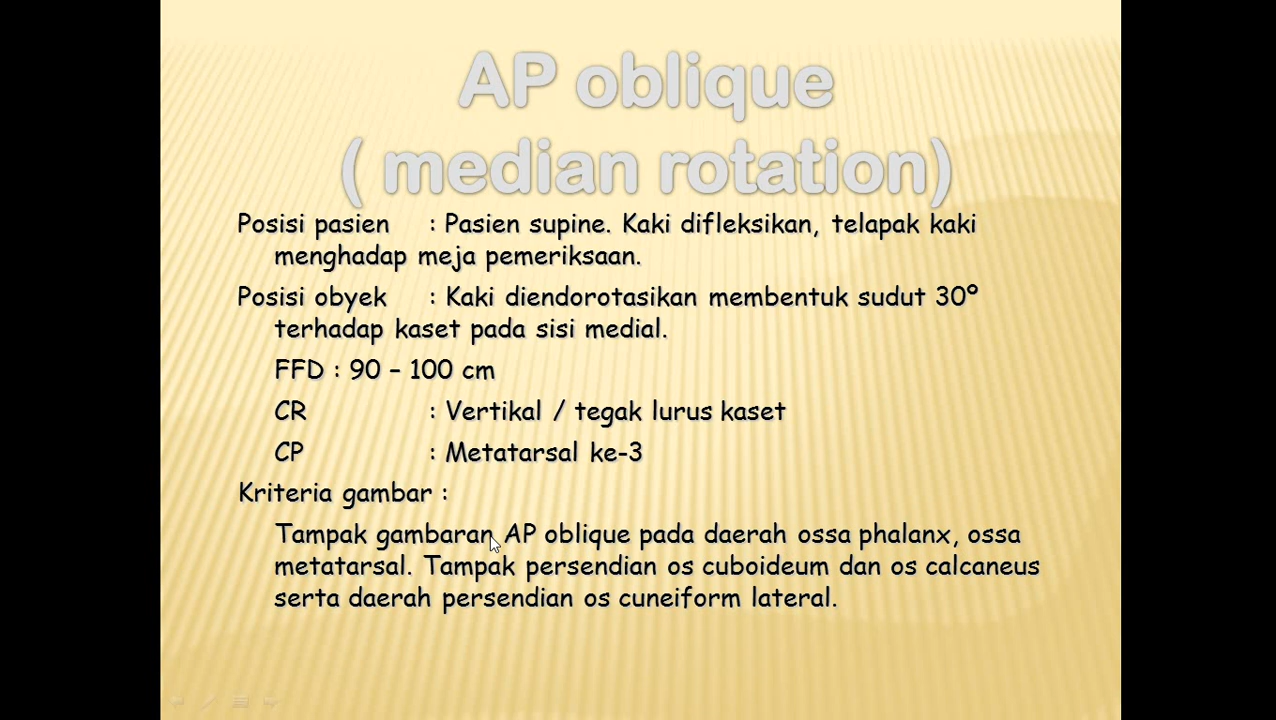 AP oblique
( median rotation)
Posisi pasien : Pasien supine. Kaki difleksikan, telapak kaki
menghadap meja pemeriksaan.
Posisi obyek : Kaki diendorotasikan membentuk sudut 30º
terhadap kaset pada sisi medial.
FFD : 90 – 100 cm
CR : Vertikal / tegak lurus kaset
CP : Metatarsal ke-3
Kriteria gambar :
Tampak gambaran AP oblique pada daerah ossa phalanx, ossa
metatarsal. Tampak persendian os cuboideum dan os calcaneus
serta daerah persendian os cuneiform lateral.